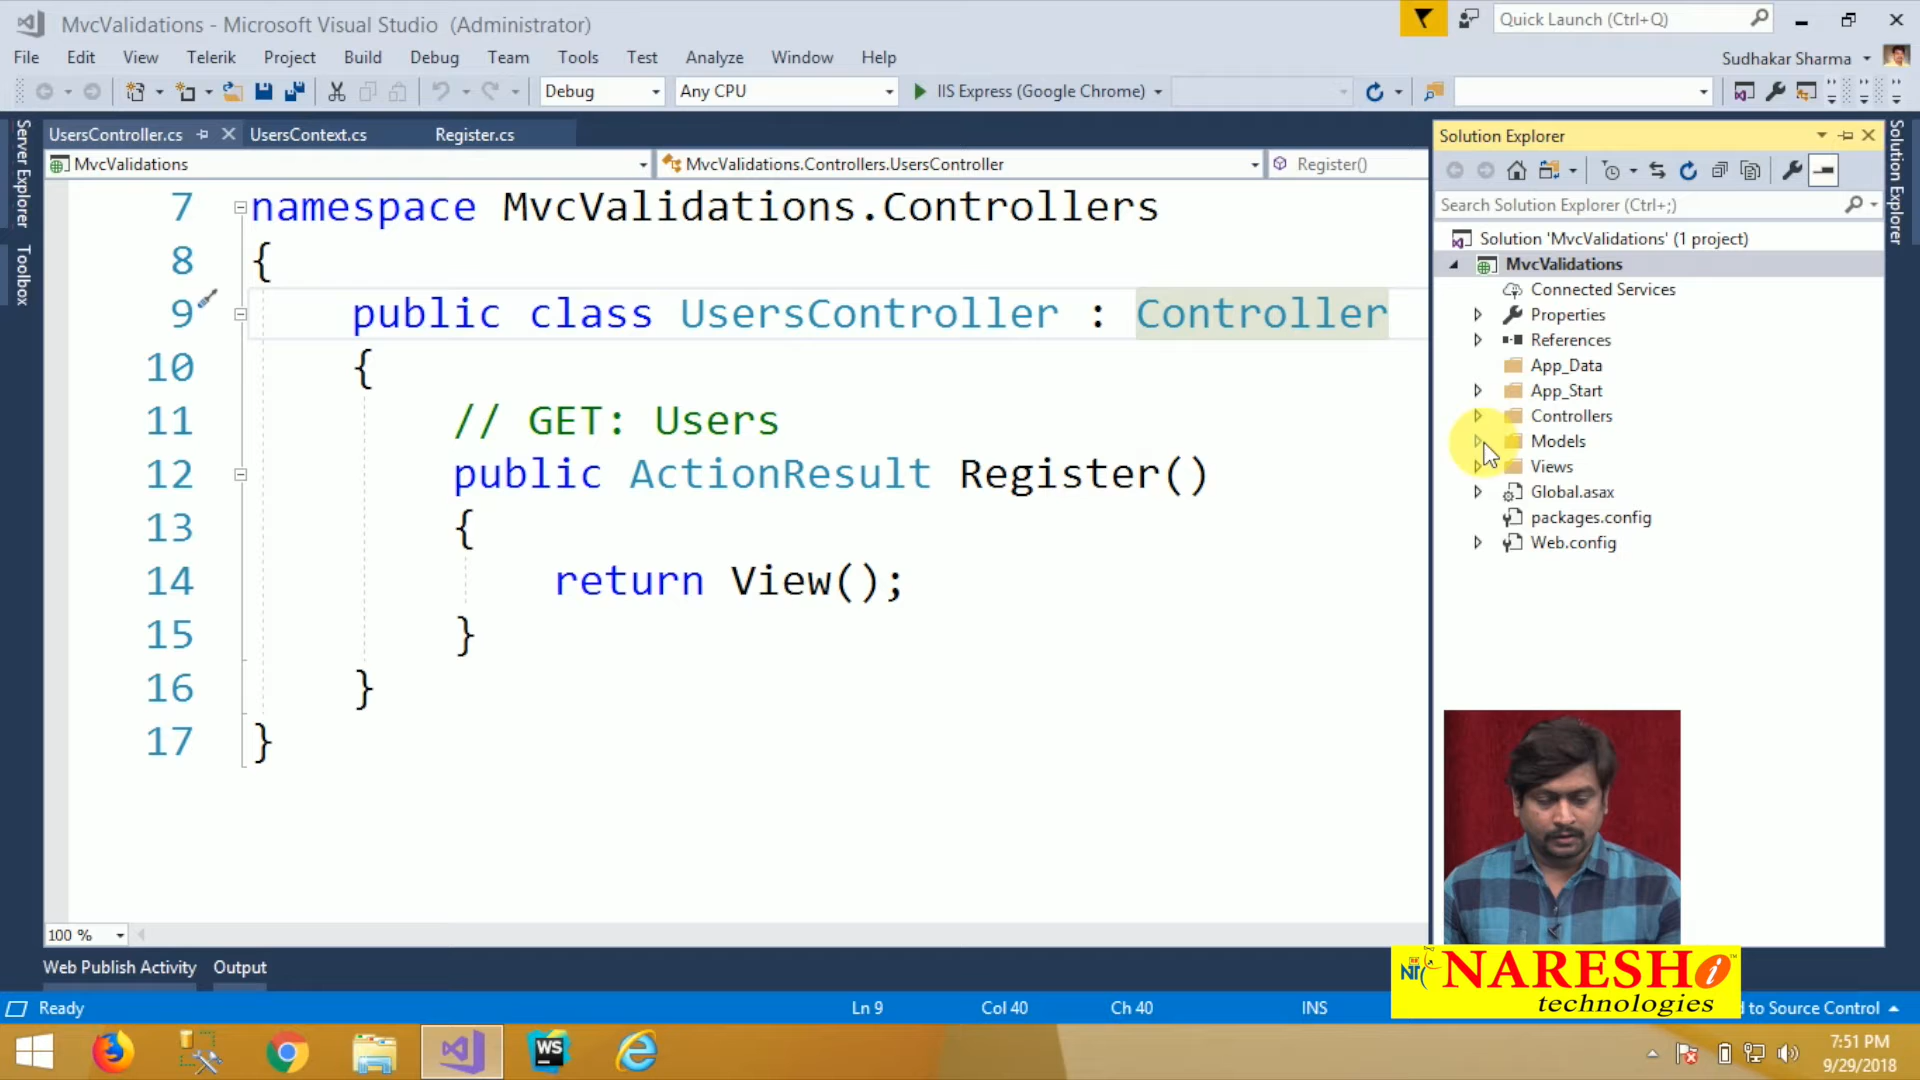 MvcValidations - Microsoft Visual Studio (Administrator)
Quick Launch (Ctrl+Q)
File Edit View Telerik Project Build Debug Team Tools Test Analyze Window Help
Sudhakar Sharma
Debug Any CPU IIS Express (Google Chrome)
Server Explorer
Toolbox
UsersController.cs UsersContext.cs Register.cs
MvcValidations MvcValidations.Controllers.UsersController Register()
7 namespace MvcValidations.Controllers
8 {
9 public class UsersController : Controller
10 {
11 // GET: Users
12 public ActionResult Register()
13 {
14 return View();
15 }
16 }
17 }
100 %
Solution Explorer
Search Solution Explorer (Ctrl+;)
Solution 'MvcValidations' (1 project)
MvcValidations
Connected Services
Properties
References
App_Data
App_Start
Controllers
Models
Views
Global.asax
packages.config
Web.config
Solution Explorer
Web Publish Activity Output
NARESH i
technologies
Ready Ln 9 Col 40 Ch 40 INS d to Source Control
WS
7:51 PM
9/29/2018